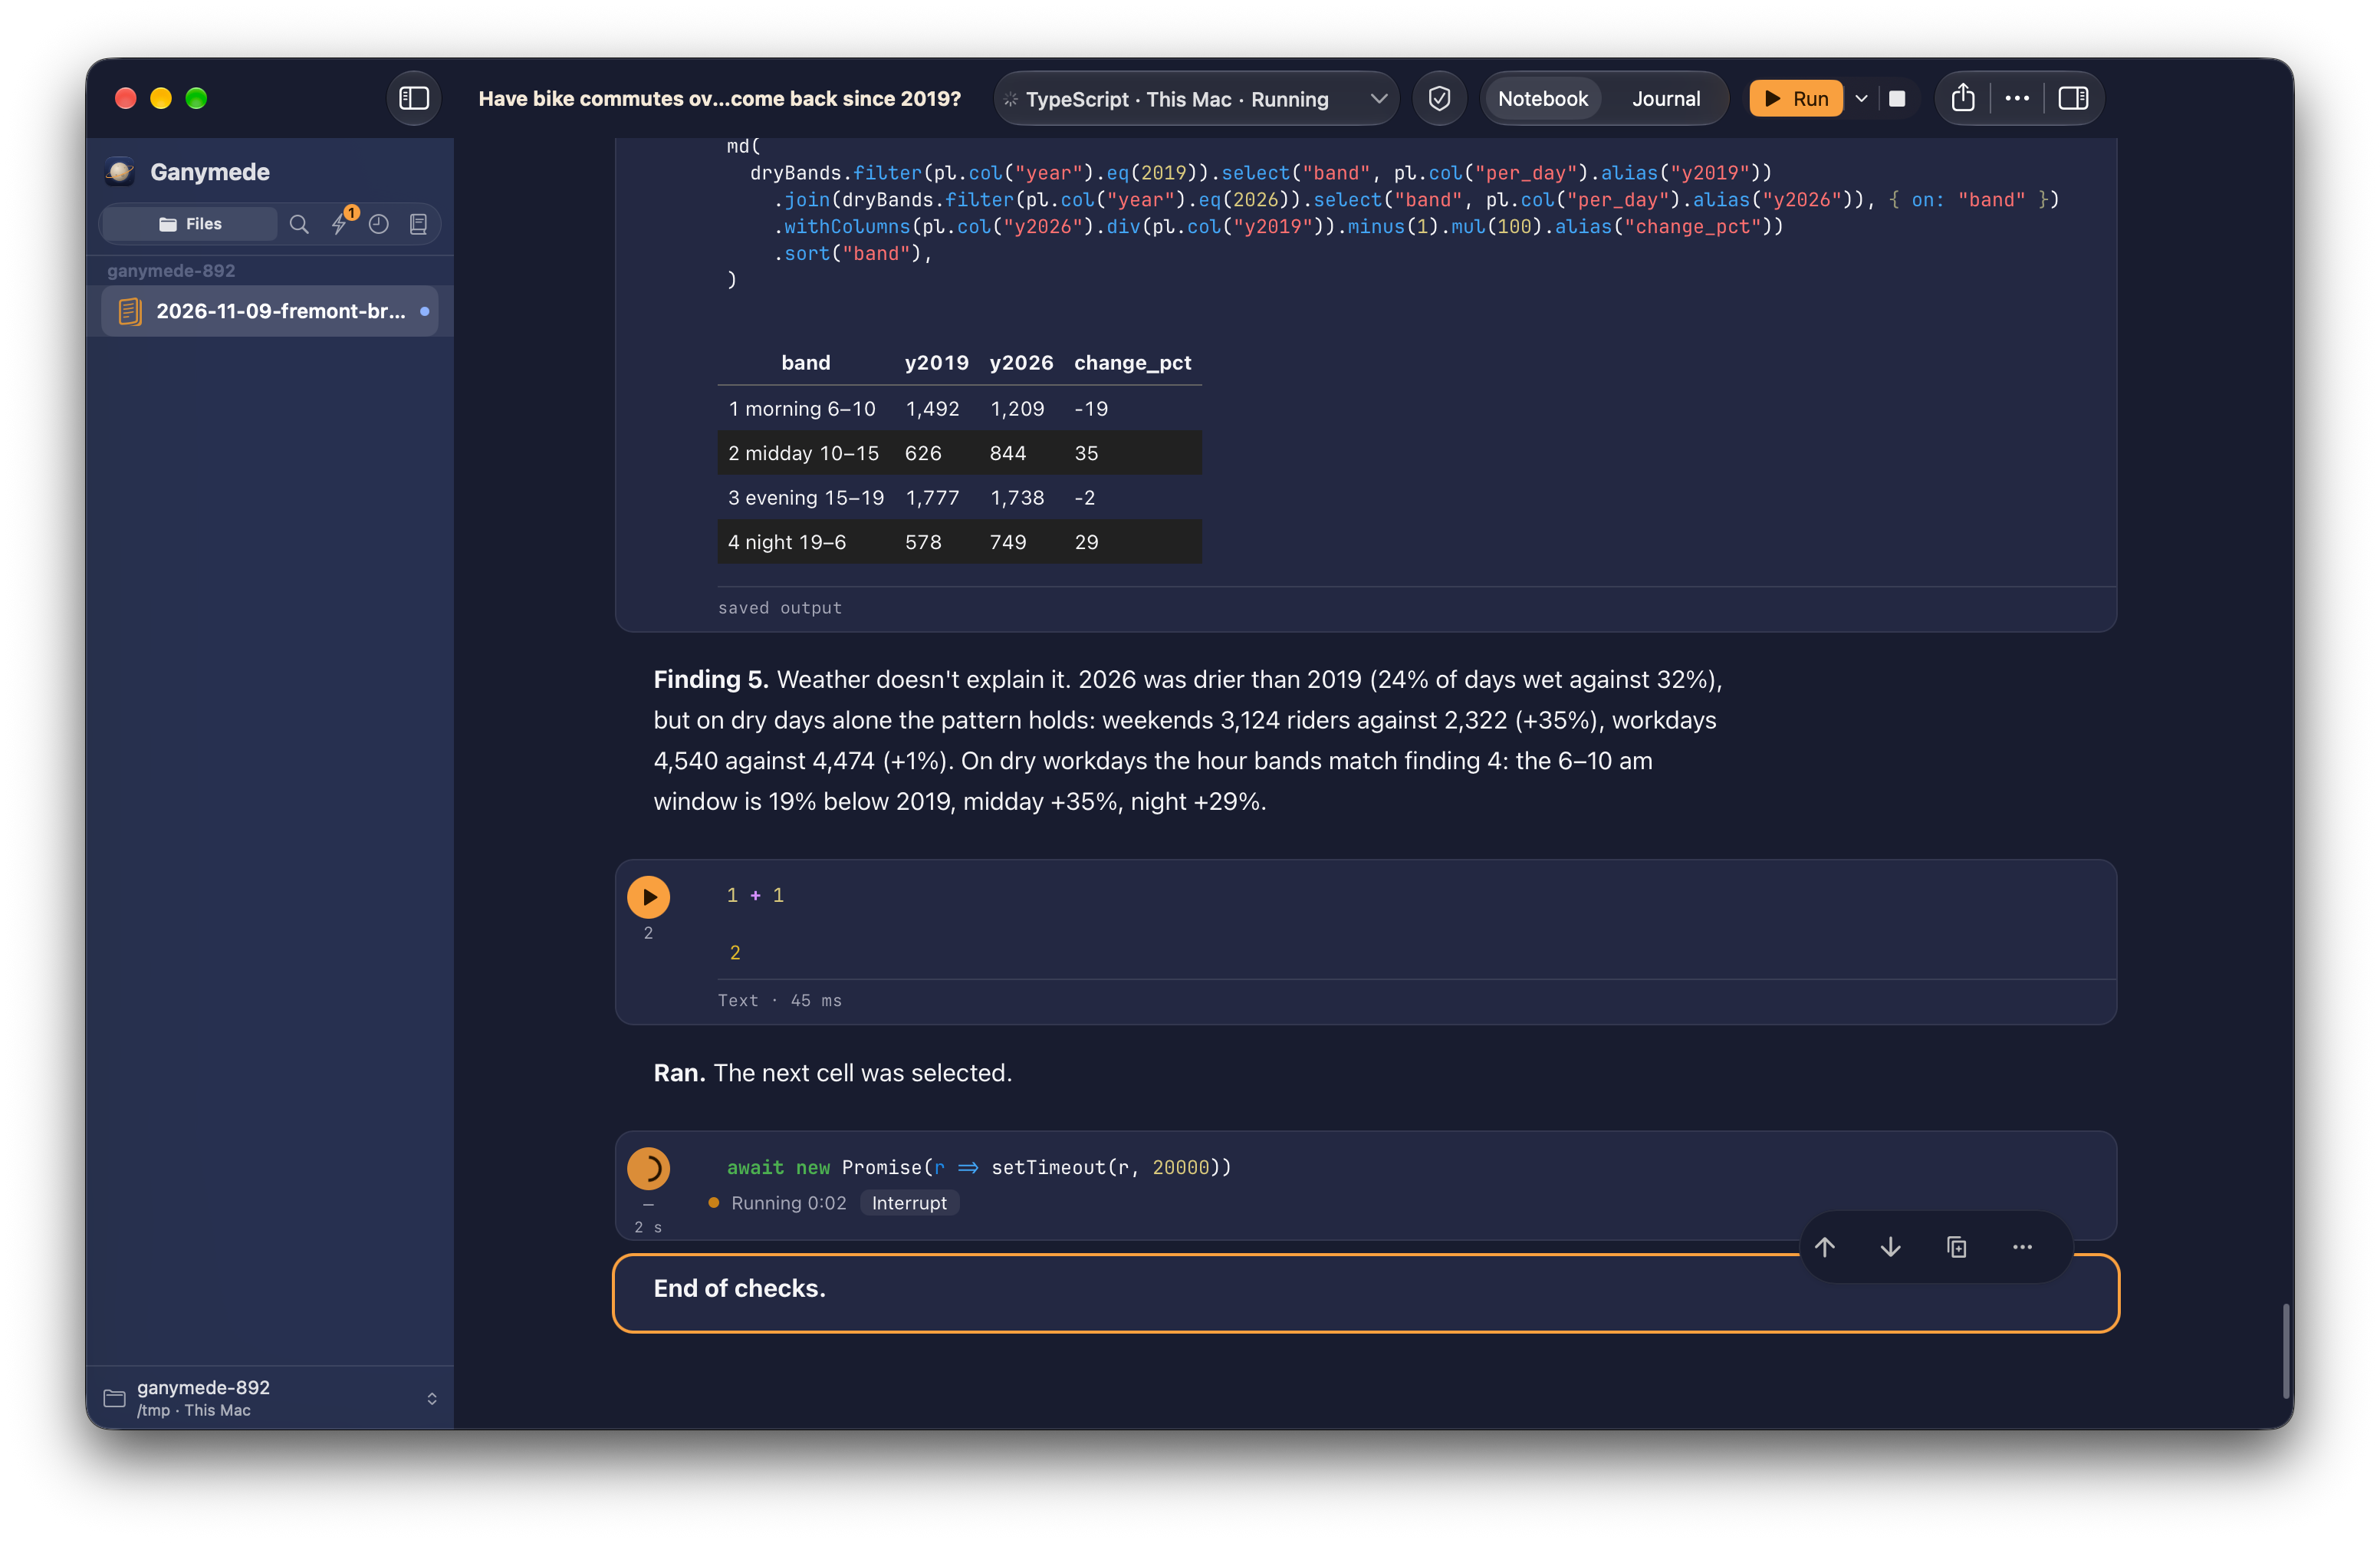 Have bike commutes ov...come back since 2019?
TypeScript · This Mac · Running
Notebook
Journal
Run
Ganymede
Files
1
ganymede-892
2026-11-09-fremont-br...
md(
dryBands.filter(pl.col("year").eq(2019)).select("band", pl.col("per_day").alias("y2019"))
.join(dryBands.filter(pl.col("year").eq(2026)).select("band", pl.col("per_day").alias("y2026")), { on: "band" })
.withColumns(pl.col("y2026").div(pl.col("y2019")).minus(1).mul(100).alias("change_pct"))
.sort("band"),
)
band y2019 y2026 change_pct
1 morning 6–10 1,492 1,209 -19
2 midday 10–15 626 844 35
3 evening 15–19 1,777 1,738 -2
4 night 19–6 578 749 29
saved output
Finding 5. Weather doesn't explain it. 2026 was drier than 2019 (24% of days wet against 32%),
but on dry days alone the pattern holds: weekends 3,124 riders against 2,322 (+35%), workdays
4,540 against 4,474 (+1%). On dry workdays the hour bands match finding 4: the 6–10 am
window is 19% below 2019, midday +35%, night +29%.
1 + 1
2
2
Text · 45 ms
Ran. The next cell was selected.
await new Promise(r => setTimeout(r, 20000))
Running 0:02 Interrupt
–
2 s
End of checks.
ganymede-892
/tmp · This Mac